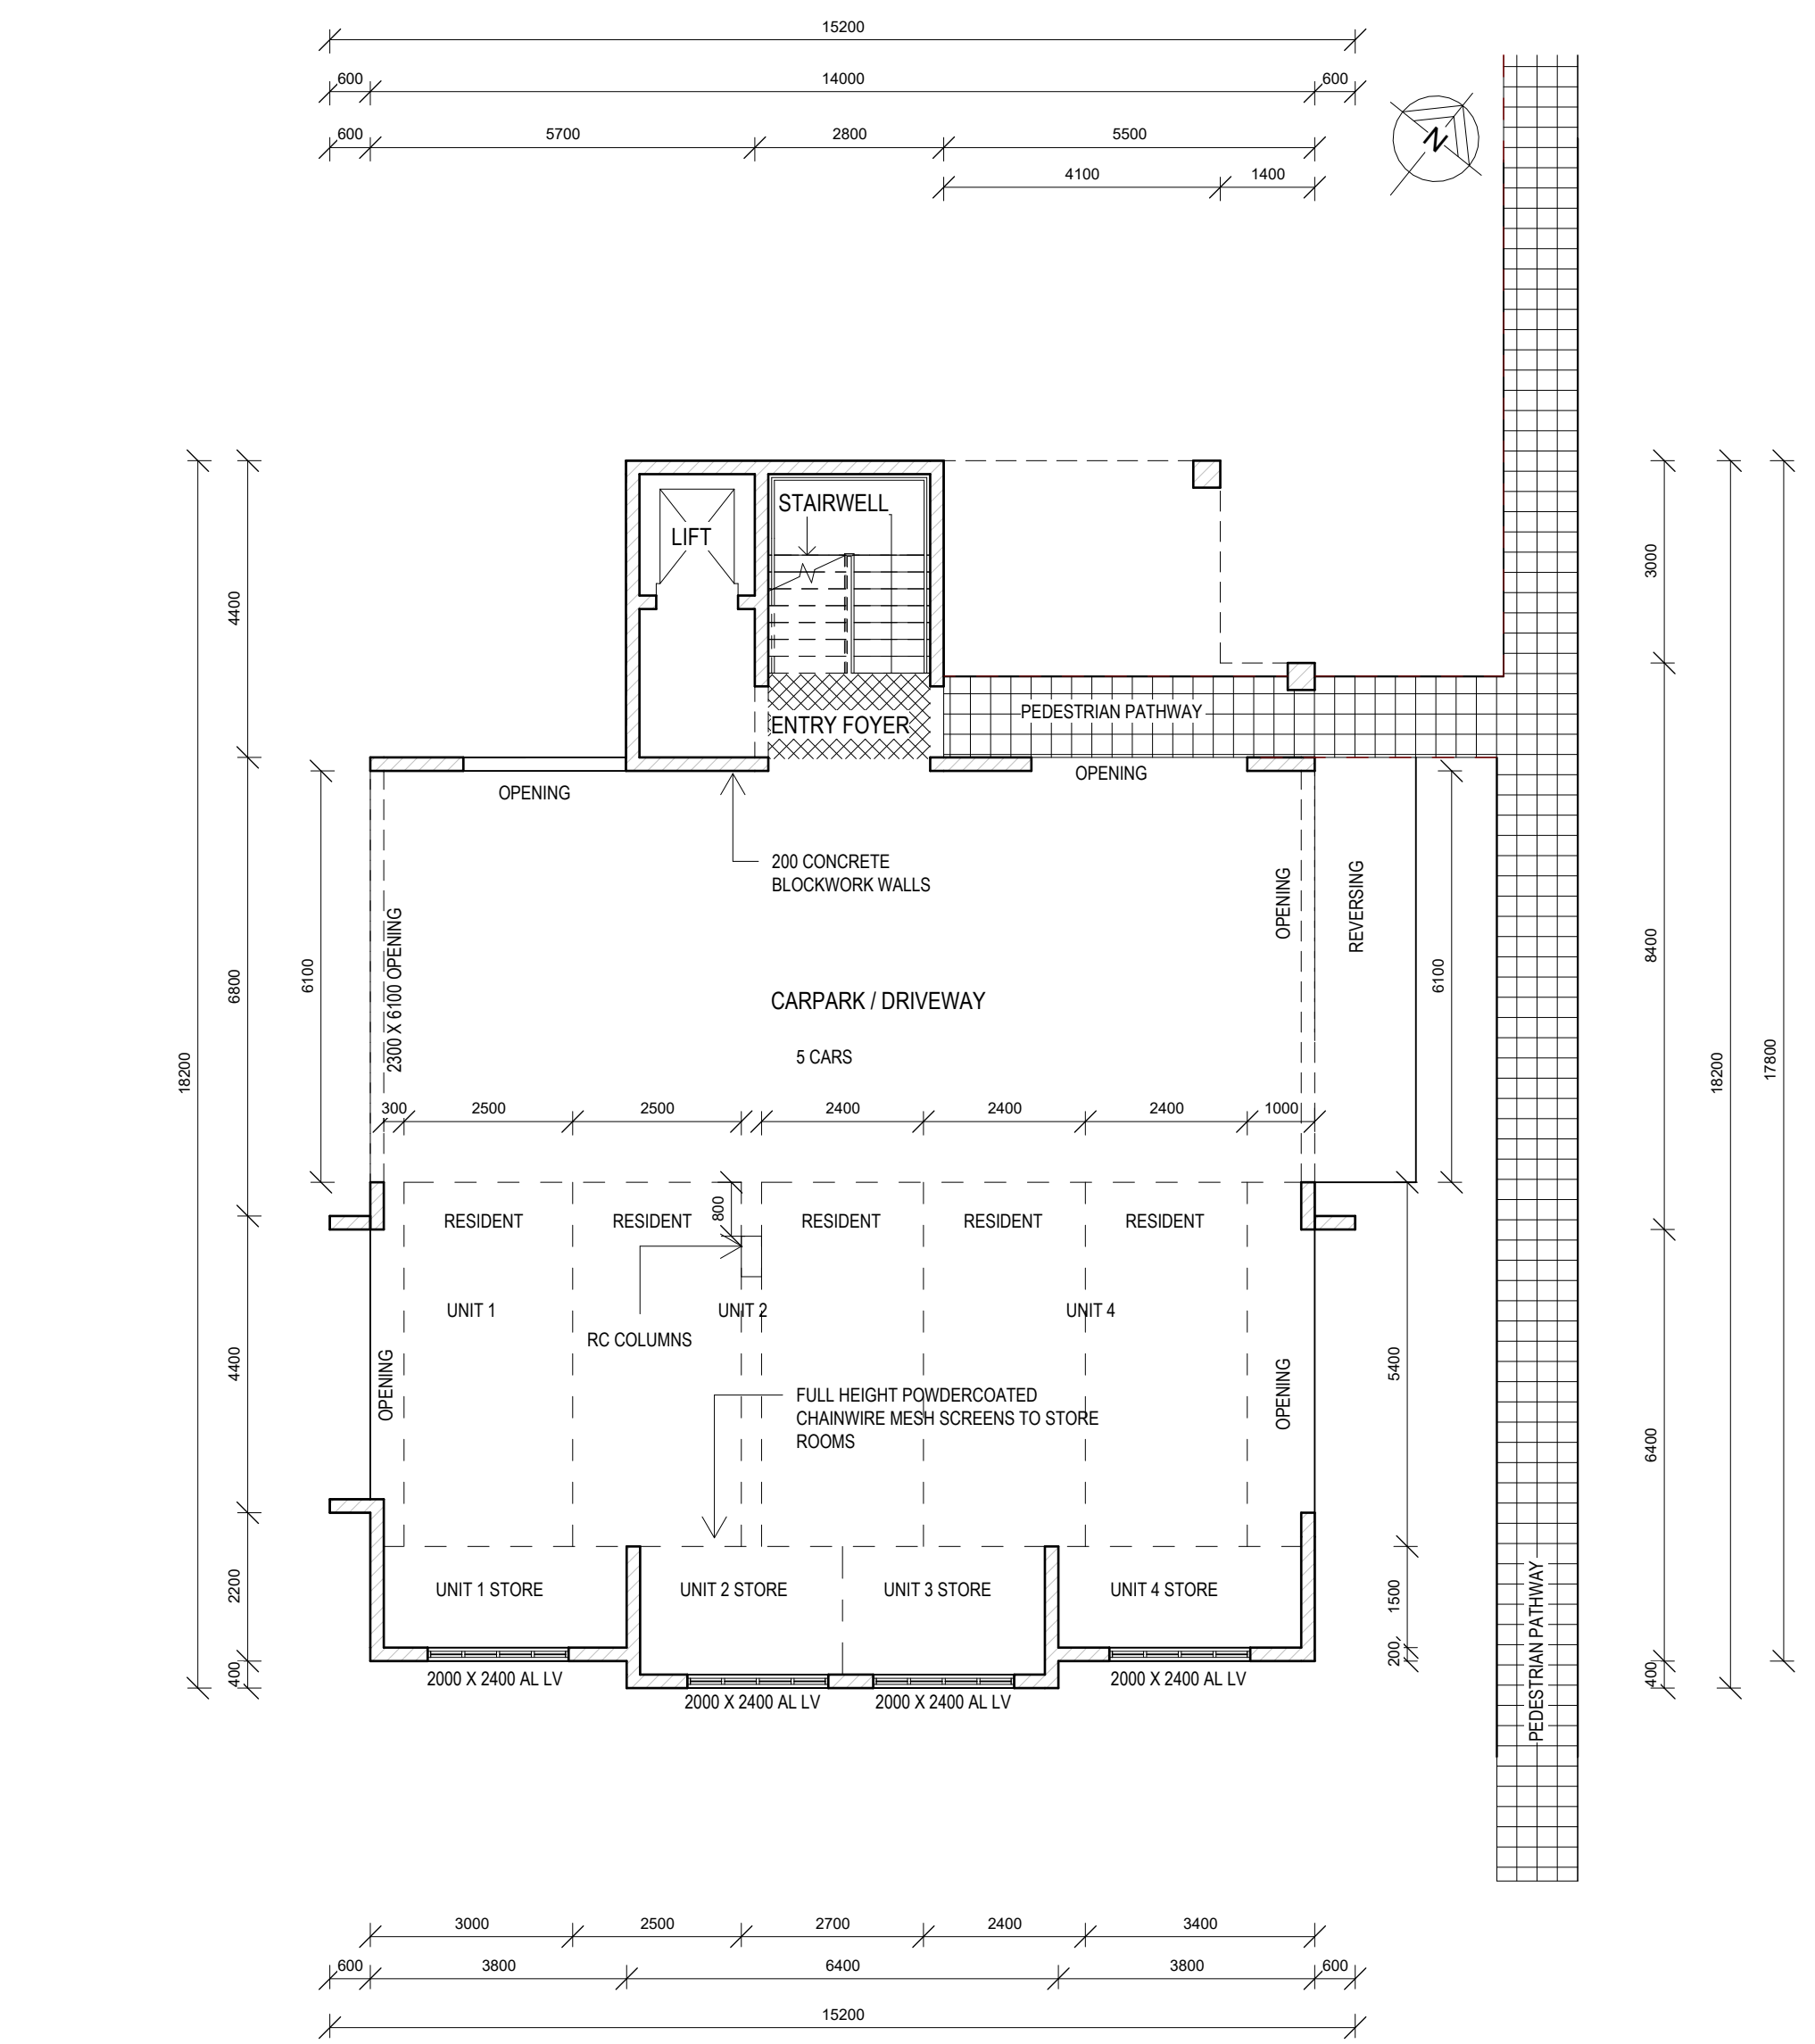 15200
600
14000
600
600
5700
2800
5500
4100
1400
N
STAIRWELL
LIFT
3000
4400
PEDESTRIAN PATHWAY
ENTRY FOYER
OPENING
OPENING
200 CONCRETE
BLOCKWORK WALLS
OPENING
REVERSING
2300 X 6100 OPENING
6100
6800
6100
8400
CARPARK / DRIVEWAY
5 CARS
18200
18200
17800
300
2500
2500
2400
2400
2400
1000
800
RESIDENT
RESIDENT
RESIDENT
RESIDENT
RESIDENT
UNIT 1
UNIT 2
UNIT 4
RC COLUMNS
4400
OPENING
OPENING
5400
FULL HEIGHT POWDERCOATED
CHAINWIRE MESH SCREENS TO STORE
ROOMS
6400
2200
UNIT 1 STORE
UNIT 2 STORE
UNIT 3 STORE
UNIT 4 STORE
1500
200
400
400
PEDESTRIAN PATHWAY
2000 X 2400 AL LV
2000 X 2400 AL LV
2000 X 2400 AL LV
2000 X 2400 AL LV
3000
2500
2700
2400
3400
600
3800
6400
3800
600
15200